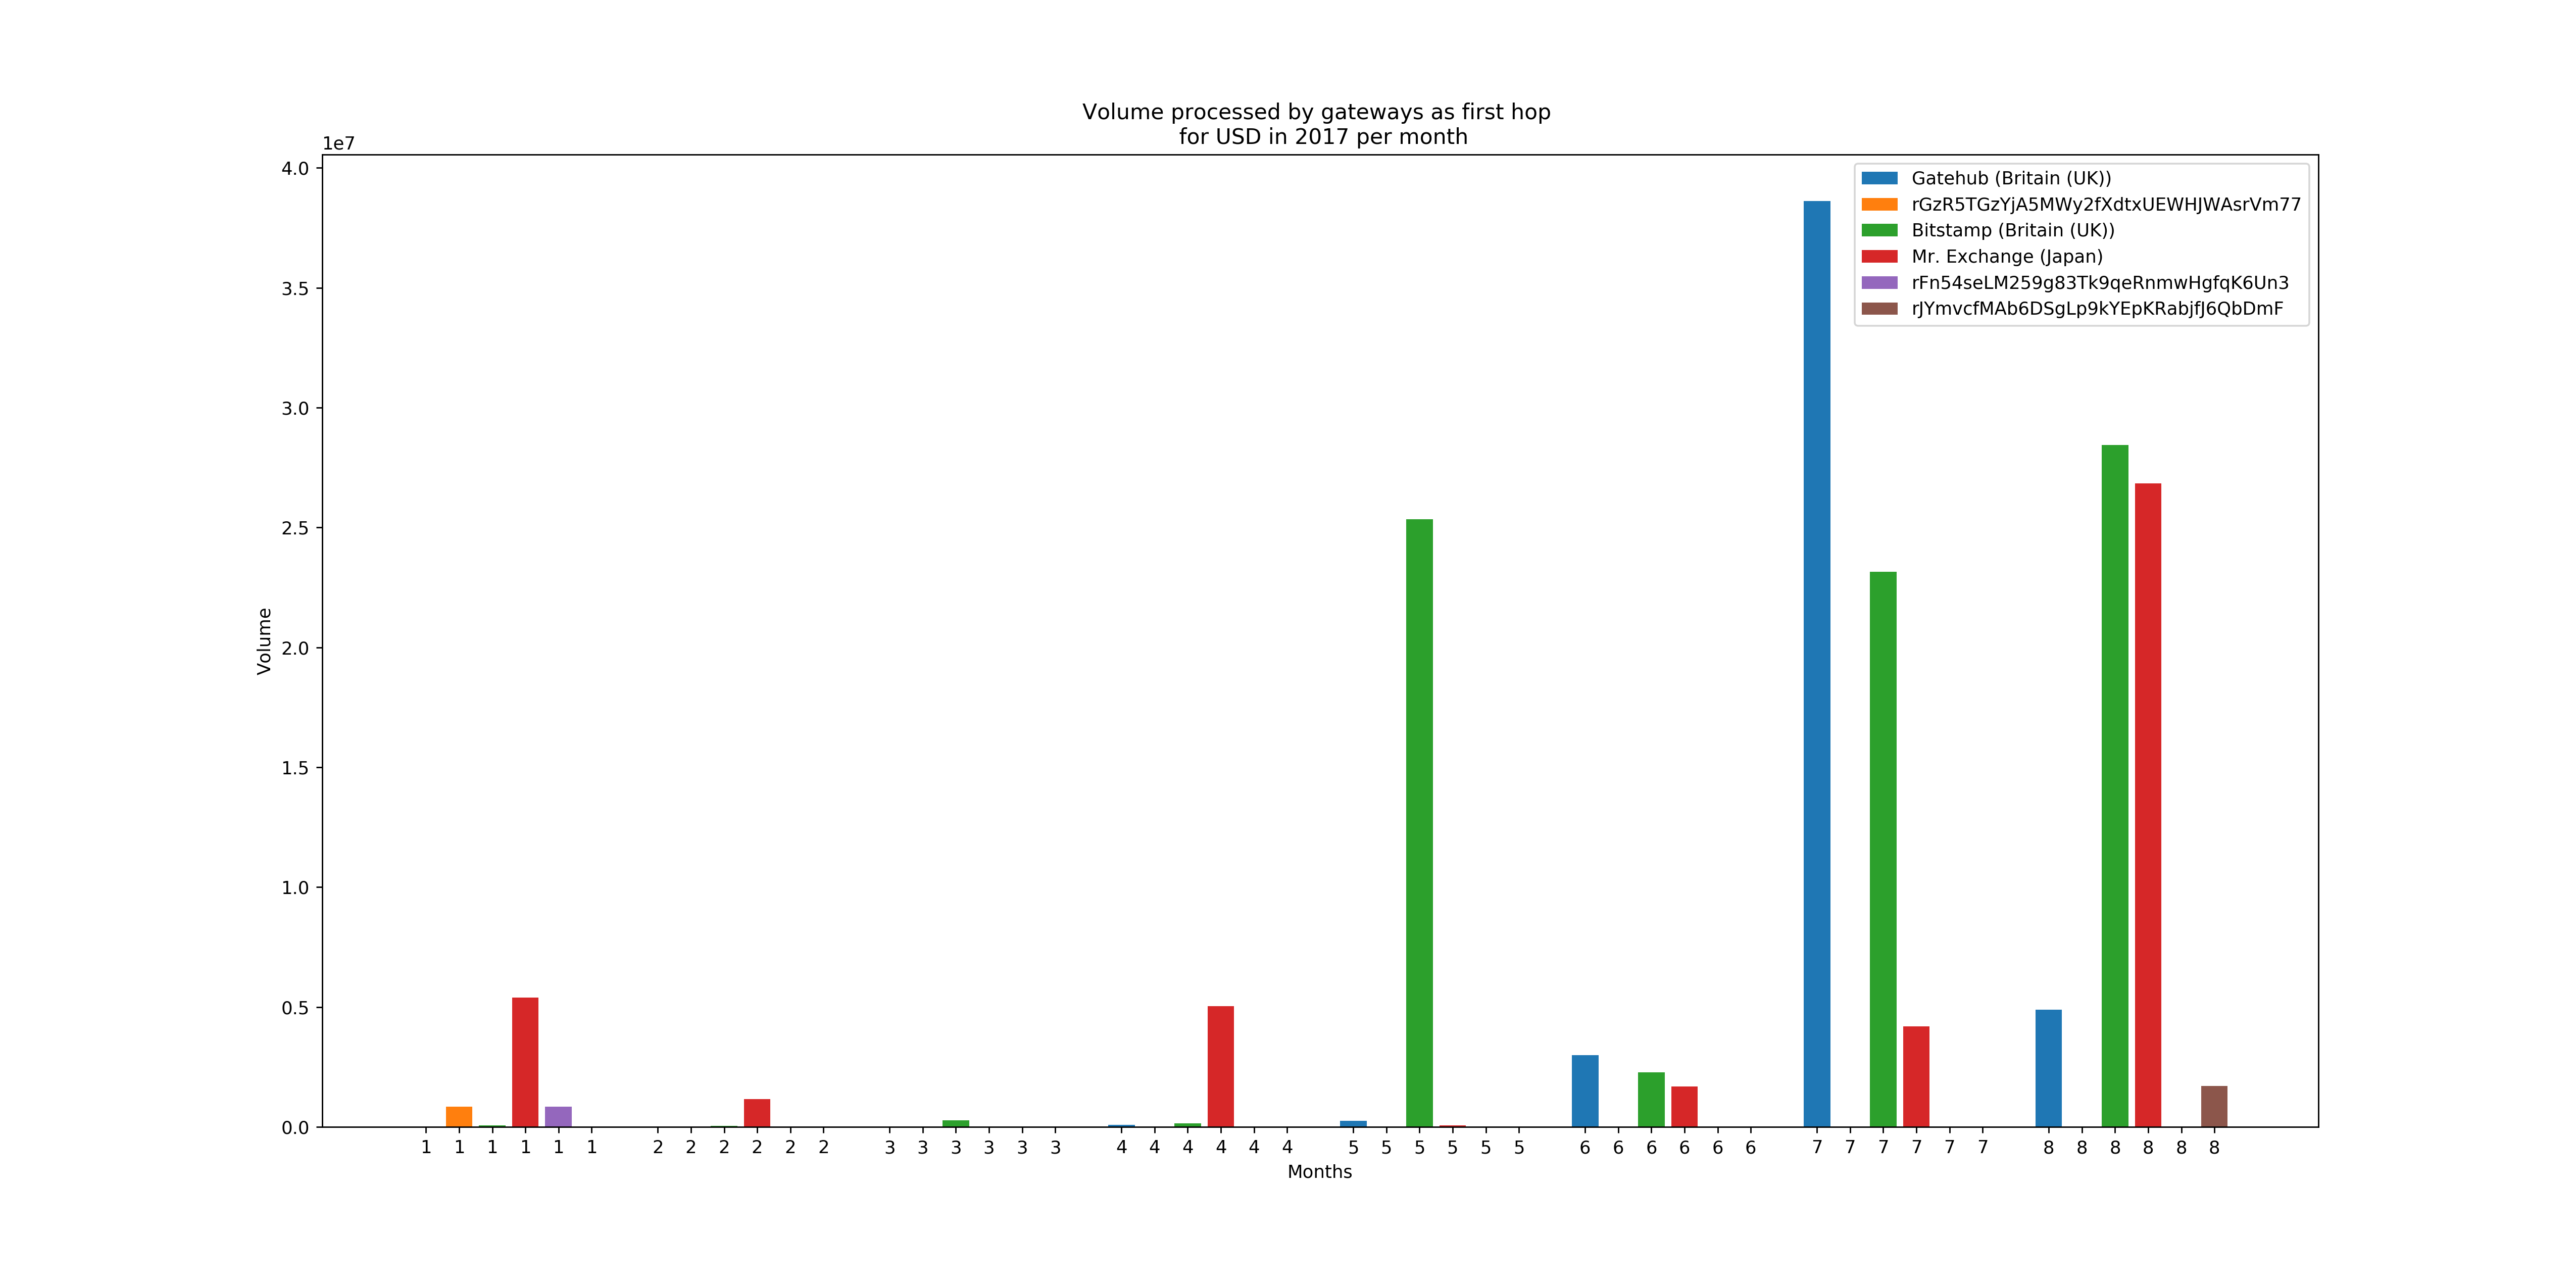 Volume processed by gateways as first hop
for USD in 2017 per month
1e7
4.0
3.5
3.0
2.5
2.0
1.5
1.0
0.5
0.0
Volume
Gatehub (Britain (UK))
rGzR5TGzYjA5MWy2fXdtxUEWHJWAsrVm77
Bitstamp (Britain (UK))
Mr. Exchange (Japan)
rFn54seLM259g83Tk9qeRnmwHgfqK6Un3
rJYmvcfMAb6DSgLp9kYEpKRabjfJ6QbDmF
1 1 1 1 1 1 2 2 2 2 2 2 3 3 3 3 3 3 4 4 4 4 4 4 5 5 5 5 5 5 6 6 6 6 6 6 7 7 7 7 7 7 8 8 8 8 8 8
Months